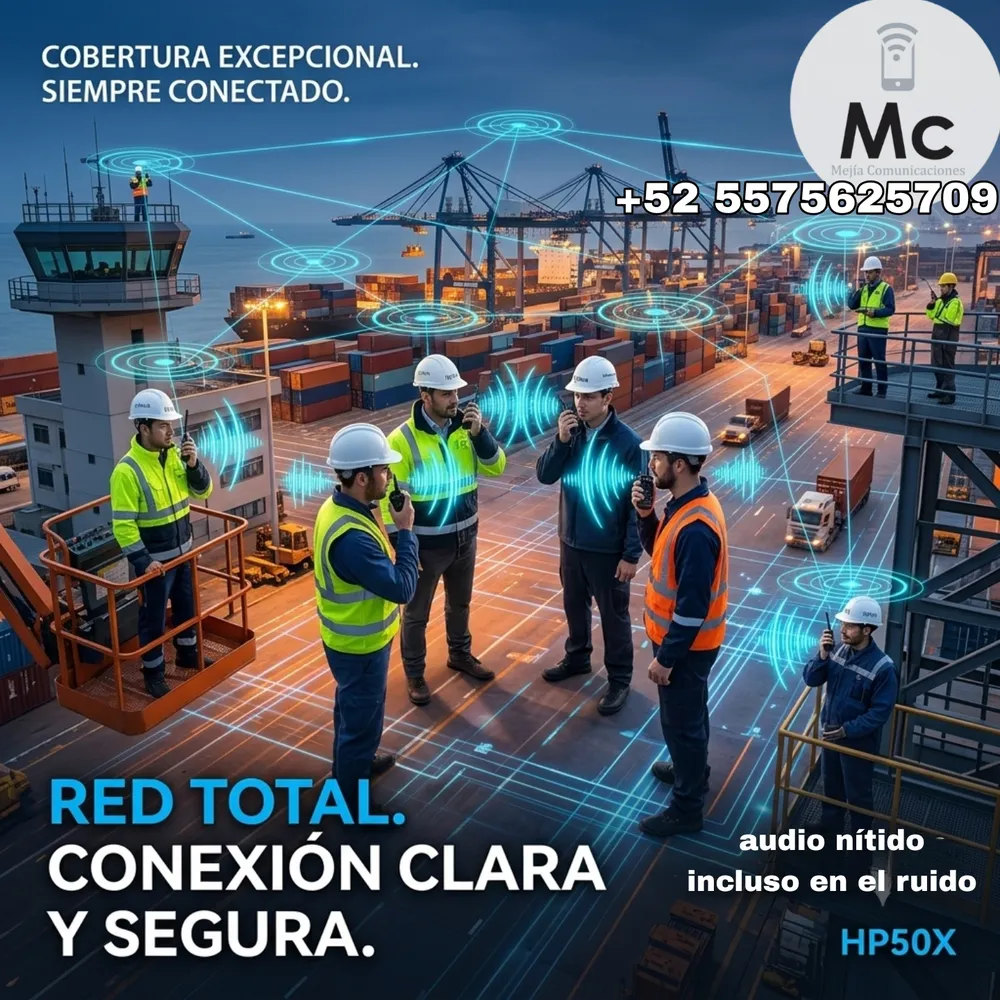 COBERTURA EXCEPCIONAL.
SIEMPRE CONECTADO.
Mc
Mejía Comunicaciones
+52 5575625709
RED TOTAL.
CONEXIÓN CLARA
Y SEGURA.
audio nítido
incluso en el ruido
HP50X